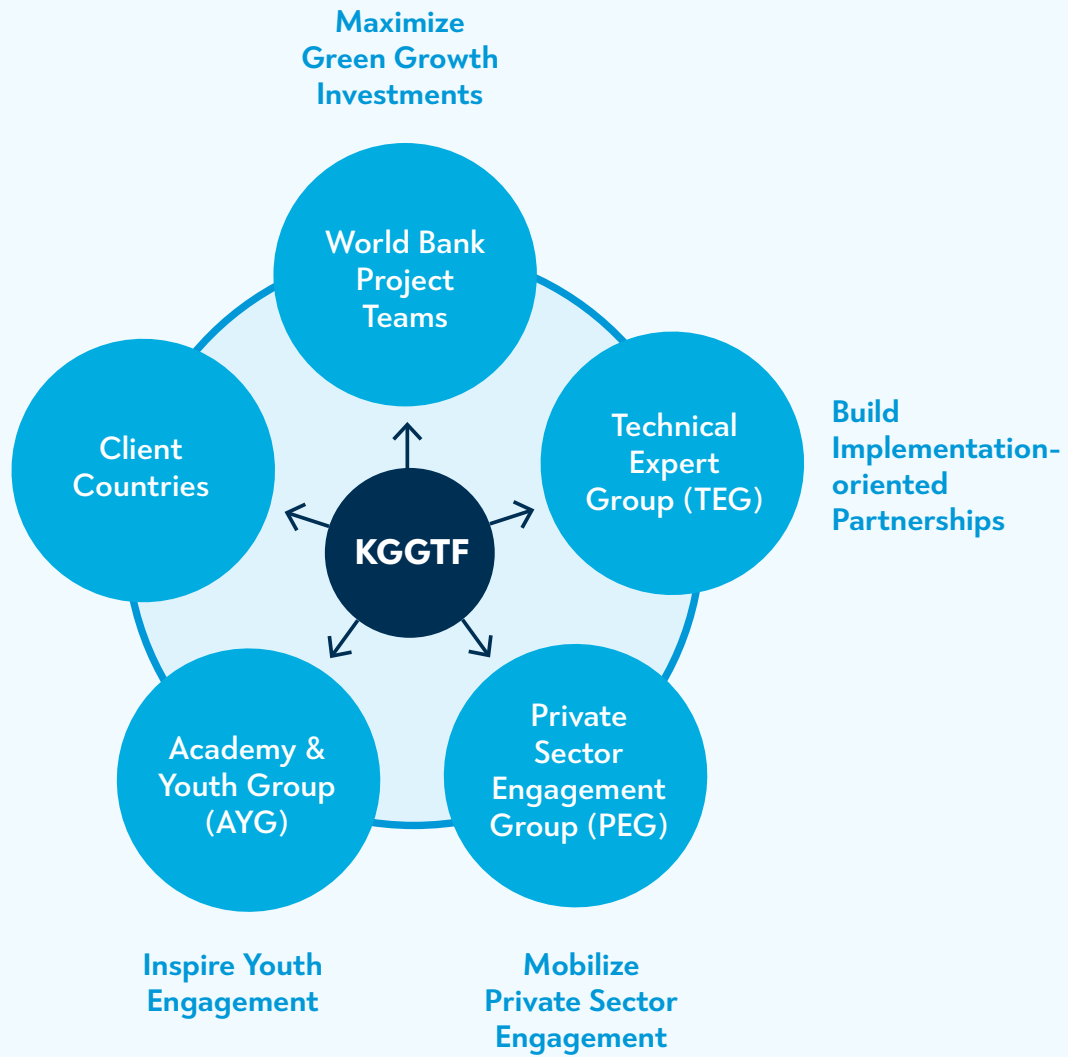 Maximize
Green Growth
Investments
World Bank
Project
Teams
Technical
Expert
Group (TEG)
Build
Implementation-
oriented
Partnerships
Client
Countries
KGGTF
Academy &
Youth Group
(AYG)
Private
Sector
Engagement
Group (PEG)
Inspire Youth
Engagement
Mobilize
Private Sector
Engagement